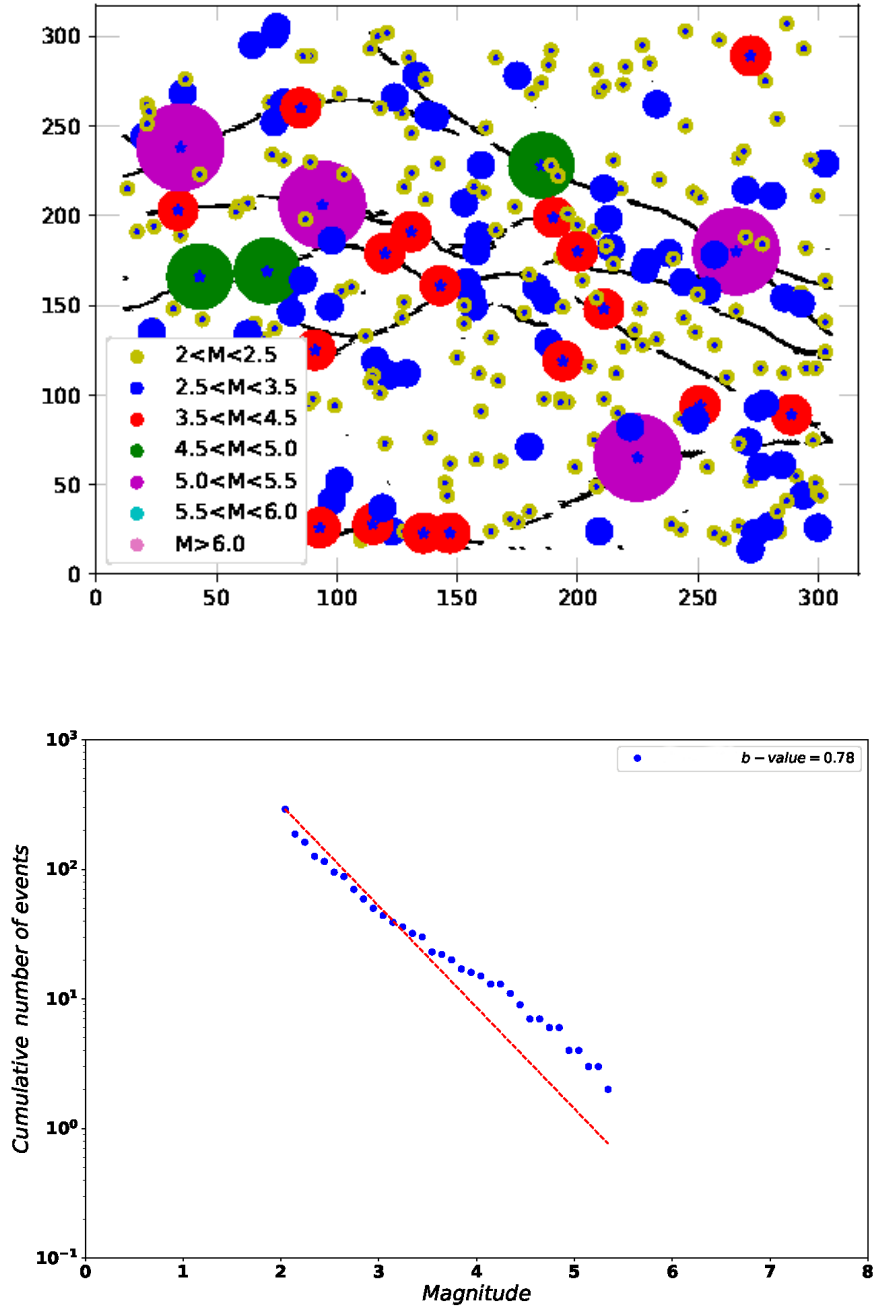 300
250
200
150
100
50
0
2<M<2.5
2.5<M<3.5
3.5<M<4.5
4.5<M<5.0
5.0<M<5.5
5.5<M<6.0
M>6.0
0 50 100 150 200 250 300
10³
10²
10¹
10⁰
10⁻¹
Cumulative number of events
b − value = 0.78
0 1 2 3 4 5 6 7 8
Magnitude